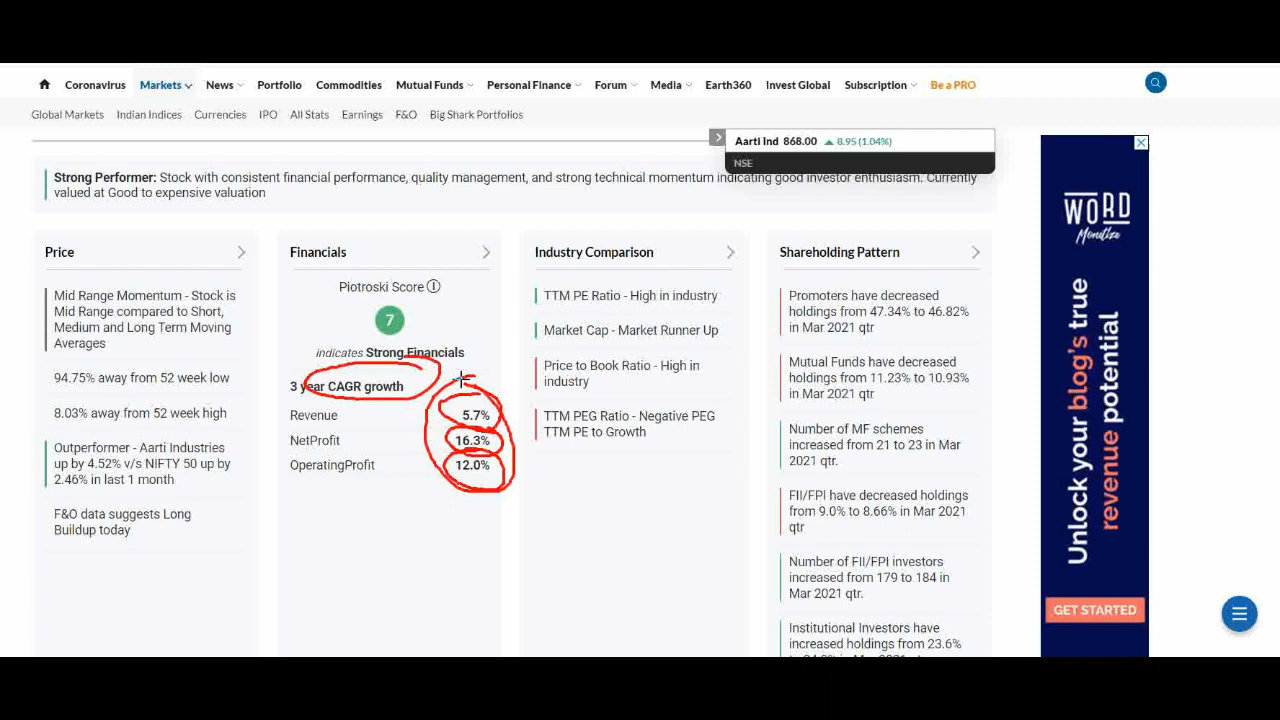 Coronavirus Markets News Portfolio Commodities Mutual Funds Personal Finance Forum Media Earth360 Invest Global Subscription Be a PRO
Global Markets Indian Indices Currencies IPO All Stats Earnings F&O Big Shark Portfolios
Aarti Ind 868.00 8.95 (1.04%)
NSE
Strong Performer: Stock with consistent financial performance, quality management, and strong technical momentum indicating good investor enthusiasm. Currently
valued at Good to expensive valuation
Price
Mid Range Momentum - Stock is
Mid Range compared to Short,
Medium and Long Term Moving
Averages
94.75% away from 52 week low
8.03% away from 52 week high
Outperformer - Aarti Industries
up by 4.52% v/s NIFTY 50 up by
2.46% in last 1 month
F&O data suggests Long
Buildup today
Financials
Piotroski Score
7
indicates Strong Financials
3 year CAGR growth
Revenue 5.7%
NetProfit 16.3%
OperatingProfit 12.0%
Industry Comparison
TTM PE Ratio - High in industry
Market Cap - Market Runner Up
Price to Book Ratio - High in
industry
TTM PEG Ratio - Negative PEG
TTM PE to Growth
Shareholding Pattern
Promoters have decreased
holdings from 47.34% to 46.82%
in Mar 2021 qtr
Mutual Funds have decreased
holdings from 11.23% to 10.93%
in Mar 2021 qtr
Number of MF schemes
increased from 21 to 23 in Mar
2021 qtr.
FII/FPI have decreased holdings
from 9.0% to 8.66% in Mar 2021
qtr
Number of FII/FPI investors
increased from 179 to 184 in
Mar 2021 qtr.
Institutional Investors have
increased holdings from 23.6%
WORD
Monetize
Unlock your blog's true
revenue potential
GET STARTED